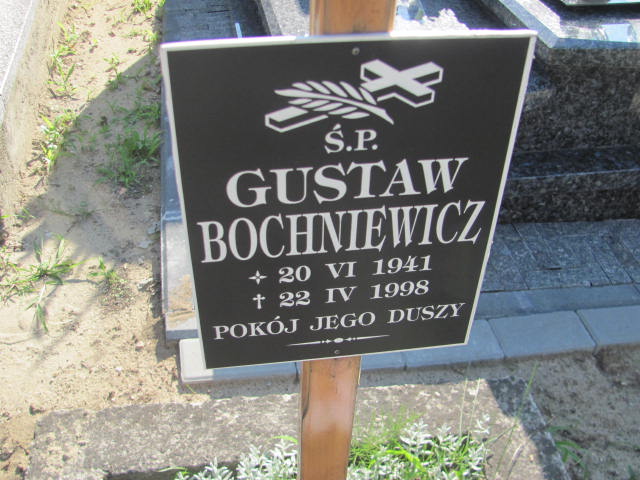 Ś.P.
GUSTAW
BOCHNIEWICZ
✧ 20 VI 1941
† 22 IV 1998
POKÓJ JEGO DUSZY